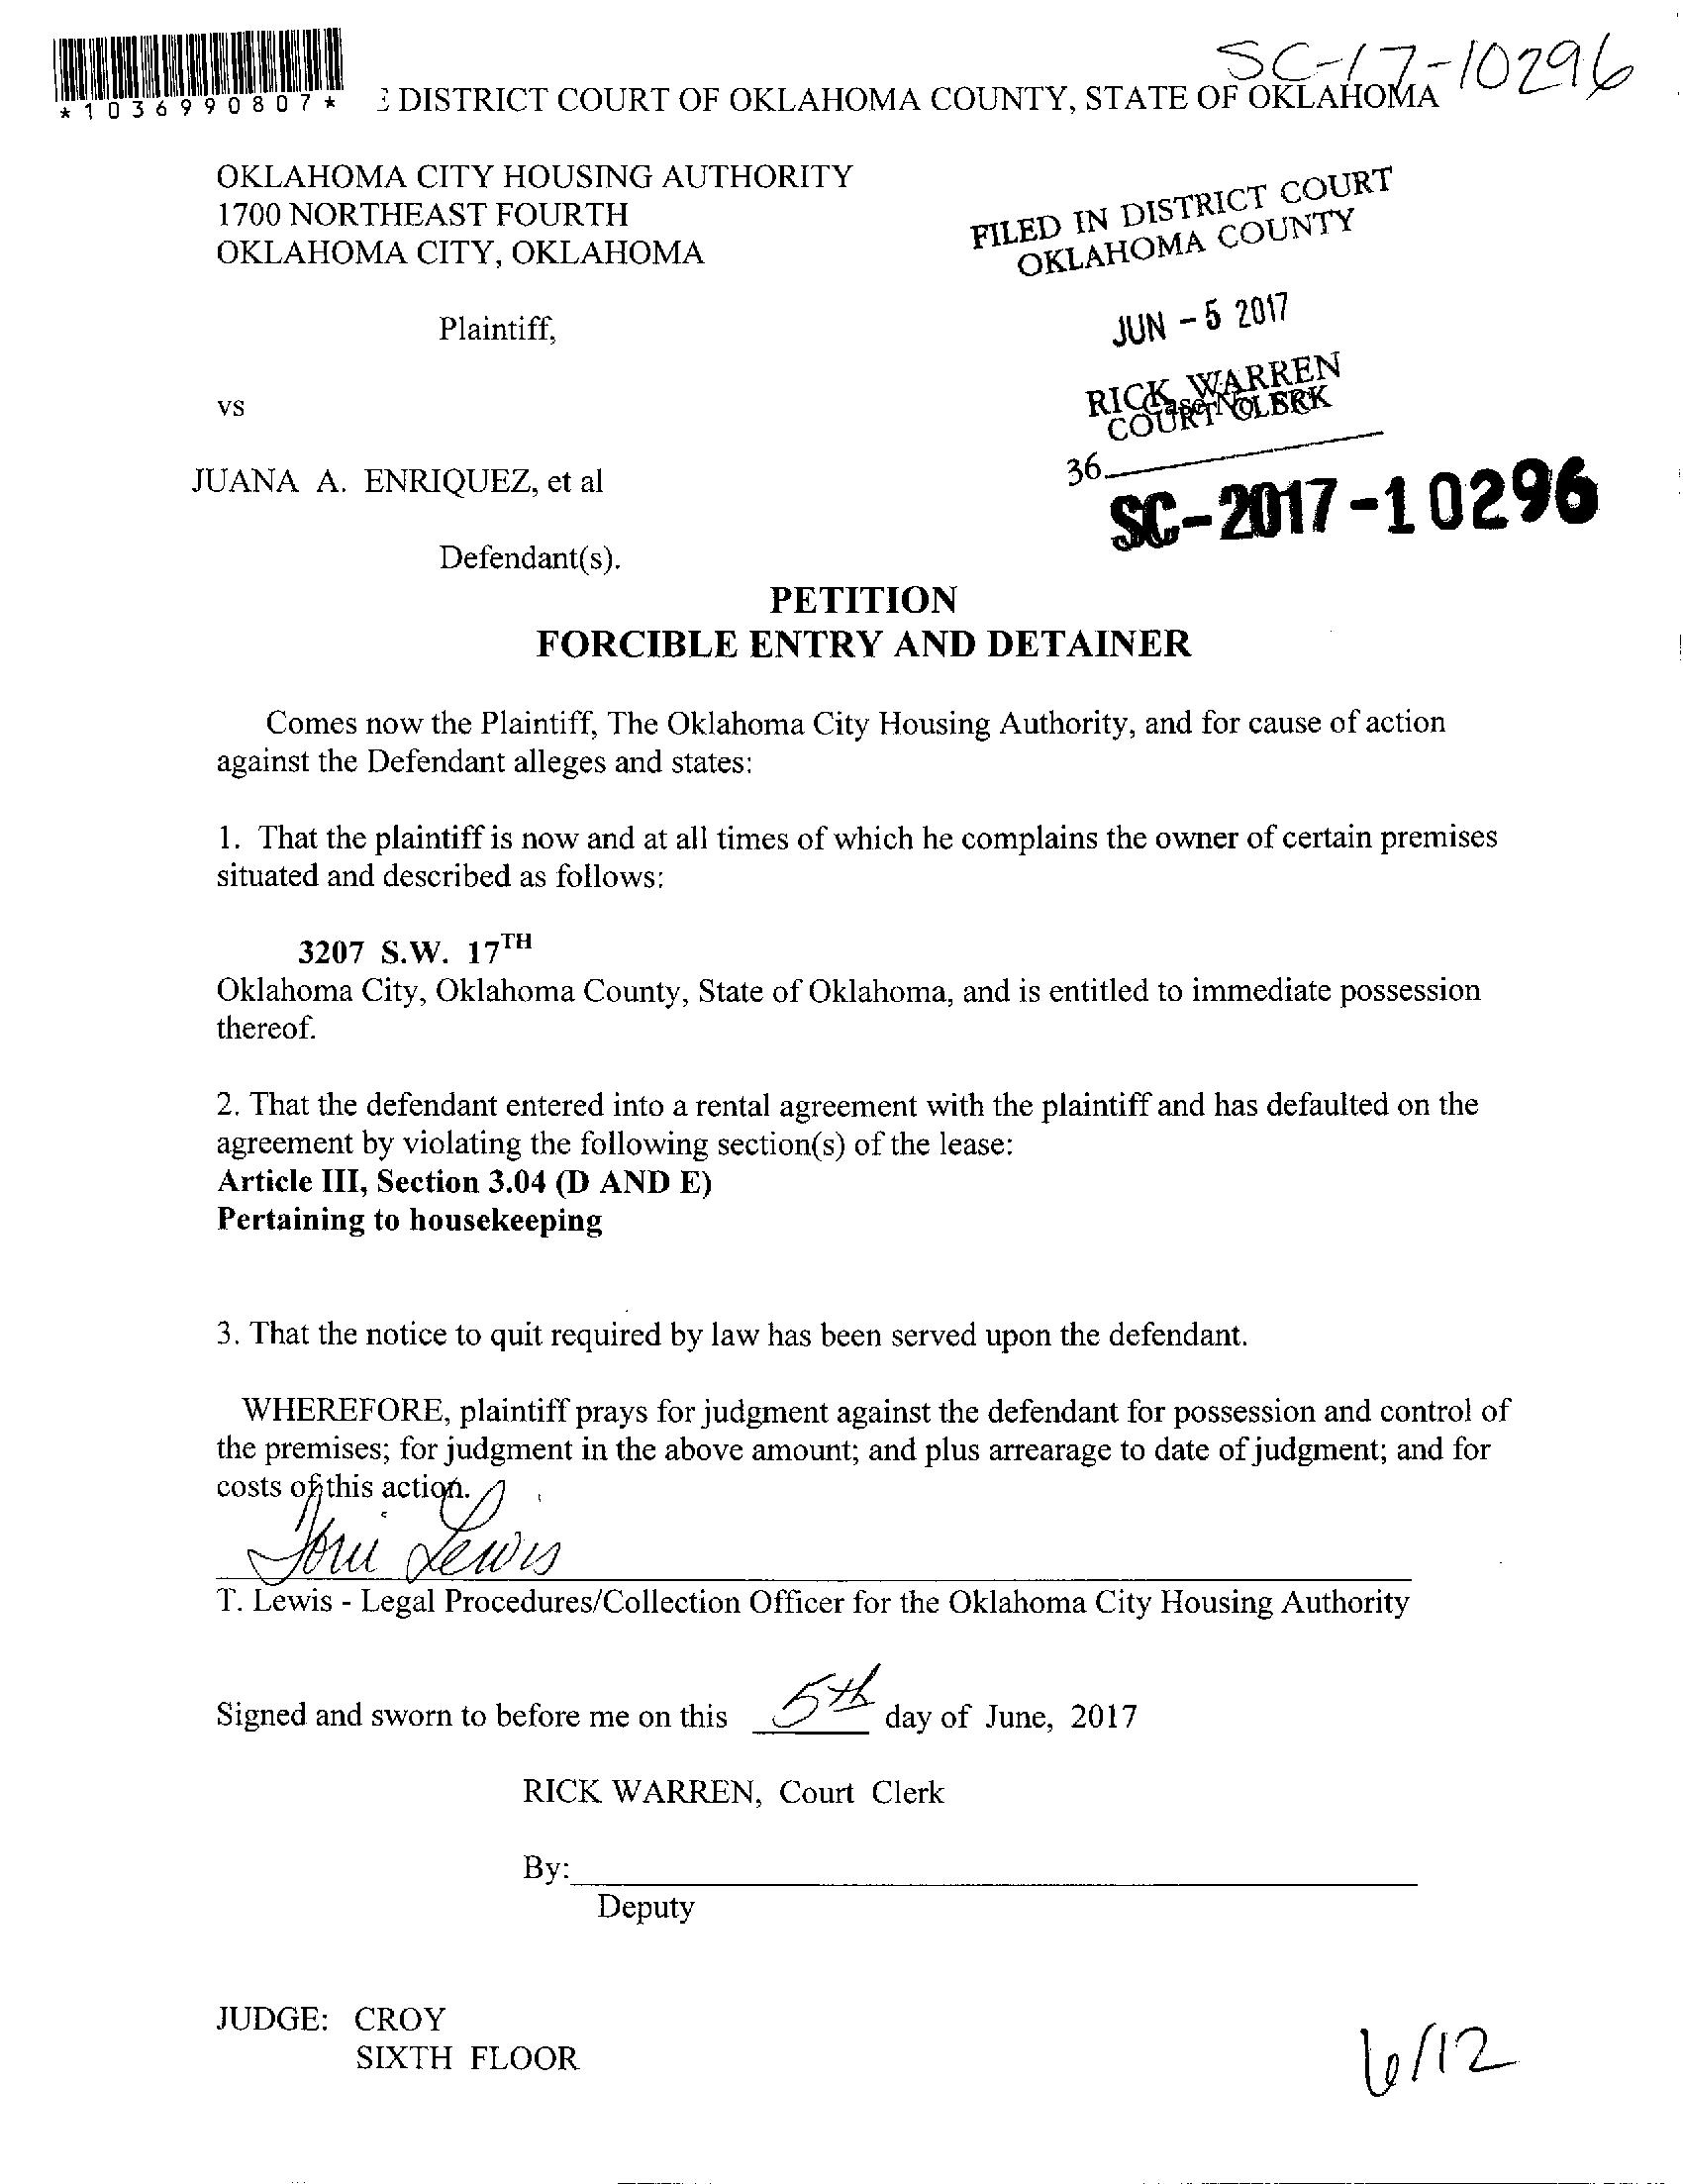 SC-17-10296
*1036990807*
DISTRICT COURT OF OKLAHOMA COUNTY, STATE OF OKLAHOMA
OKLAHOMA CITY HOUSING AUTHORITY
1700 NORTHEAST FOURTH
OKLAHOMA CITY, OKLAHOMA
FILED IN DISTRICT COURT
OKLAHOMA COUNTY
Plaintiff,
JUN - 5 2017
vs
RICK WARREN
COURT CLERK
Case No.
36
JUANA A. ENRIQUEZ, et al
SC-2017-10296
Defendant(s).
PETITION
FORCIBLE ENTRY AND DETAINER
Comes now the Plaintiff, The Oklahoma City Housing Authority, and for cause of action
against the Defendant alleges and states:
1. That the plaintiff is now and at all times of which he complains the owner of certain premises
situated and described as follows:
3207 S.W. 17TH
Oklahoma City, Oklahoma County, State of Oklahoma, and is entitled to immediate possession
thereof.
2. That the defendant entered into a rental agreement with the plaintiff and has defaulted on the
agreement by violating the following section(s) of the lease:
Article III, Section 3.04 (D AND E)
Pertaining to housekeeping
3. That the notice to quit required by law has been served upon the defendant.
WHEREFORE, plaintiff prays for judgment against the defendant for possession and control of
the premises; for judgment in the above amount; and plus arrearage to date of judgment; and for
costs of this action.
Toni Lewis
T. Lewis - Legal Procedures/Collection Officer for the Oklahoma City Housing Authority
Signed and sworn to before me on this 5th day of June, 2017
RICK WARREN, Court Clerk
By:
Deputy
JUDGE: CROY
SIXTH FLOOR
6/12